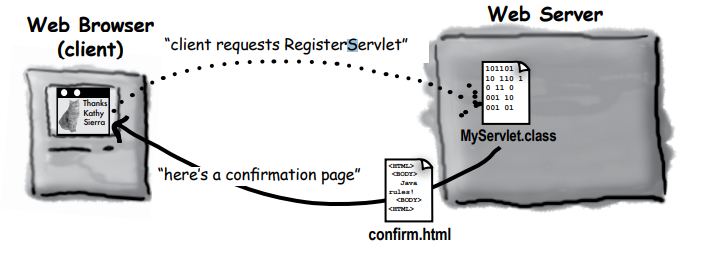 Web Browser
(client)
"client requests RegisterServlet"
Web Server
101101
10 110 1
0 11 0
001 10
001 01
MyServlet.class
Thanks
Kathy
Sierra
"here's a confirmation page"
<HTML>
<BODY>
Java
rules!
<BODY>
<HTML>
confirm.html